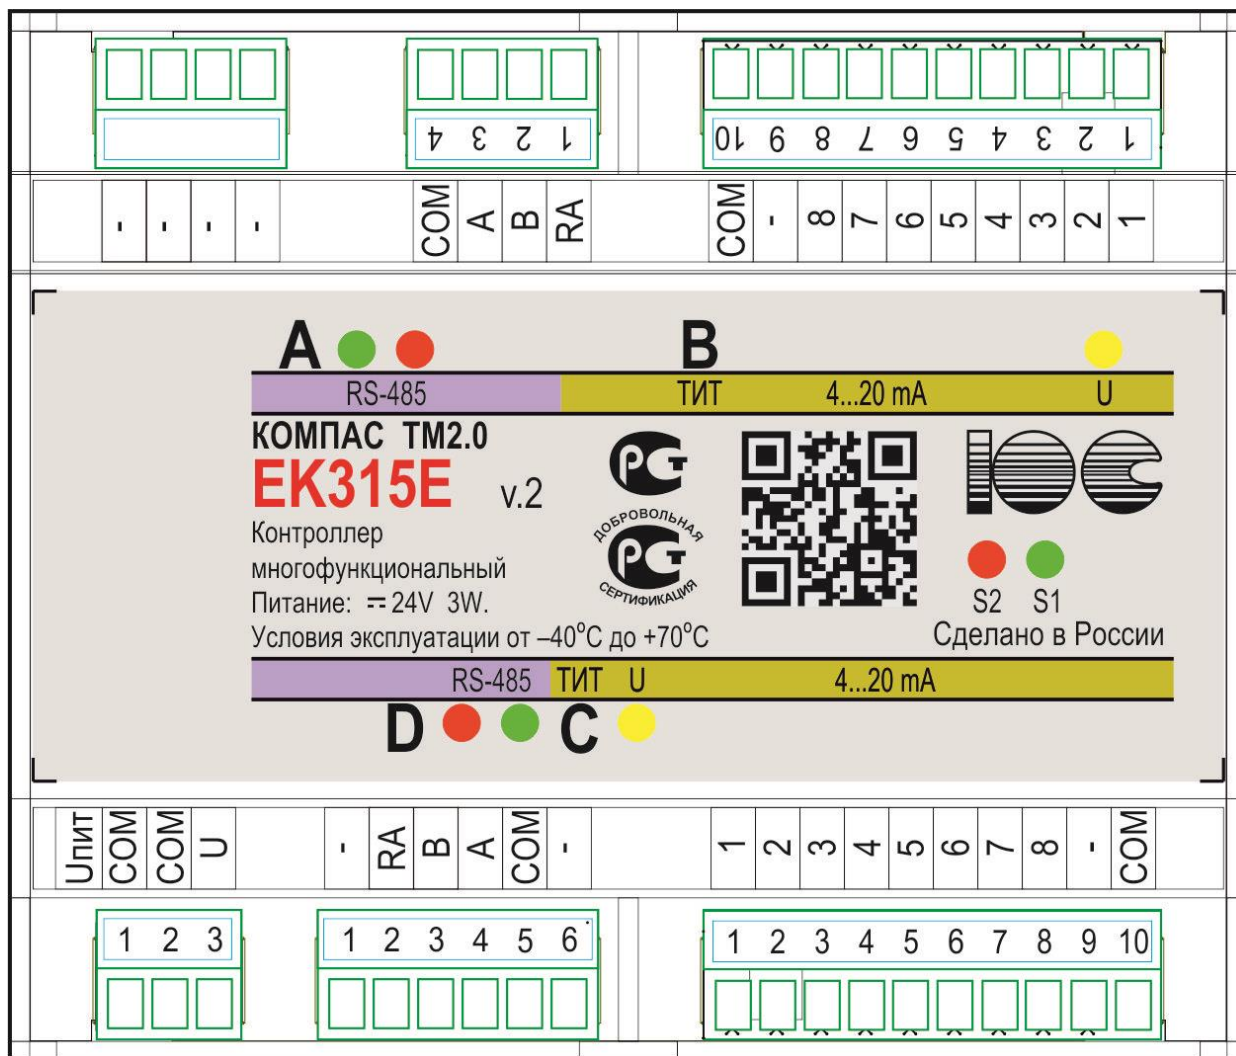 4 3 2 1
10 9 8 7 6 5 4 3 2 1
- - - -
COM A B RA
COM - 8 7 6 5 4 3 2 1
A
B
RS-485
ТИТ 4...20 mA U
КОМПАС ТМ2.0
EK315E v.2
Контроллер
многофункциональный
Питание: 24V 3W.
Условия эксплуатации от –40°C до +70°C
РСТ
ДОБРОВОЛЬНАЯ
РСТ
СЕРТИФИКАЦИЯ
ЮС
S2 S1
Сделано в России
RS-485
ТИТ U 4...20 mA
D
C
Uпит COM COM U
- RA B A COM -
1 2 3 4 5 6 7 8 - COM
1 2 3
1 2 3 4 5 6
1 2 3 4 5 6 7 8 9 10